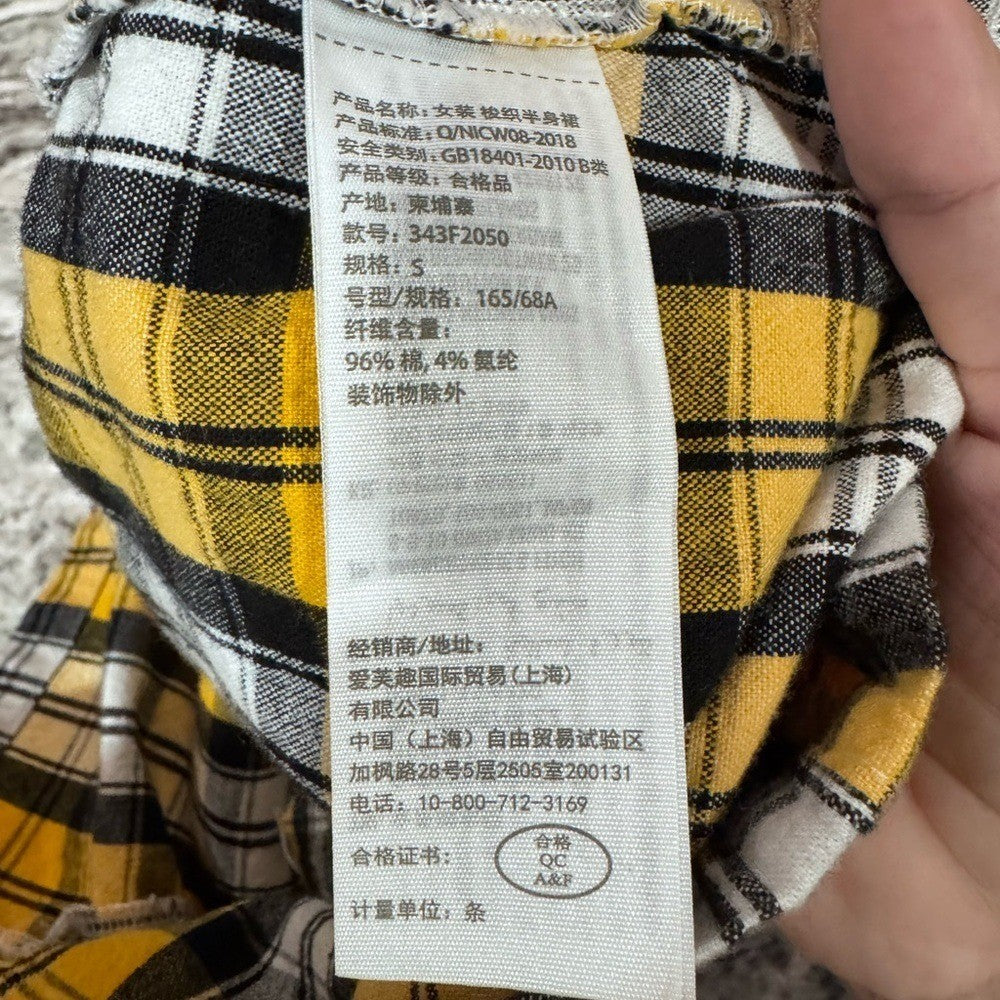 产品名称：女装 梭织半身裙
产品标准：Q/NICW08-2018
安全类别：GB18401-2010 B类
产品等级：合格品
产地：柬埔寨
款号：343F2050
规格：S
号型/规格：165/68A
纤维含量：
96% 棉, 4% 氨纶
装饰物除外
经销商/地址：
爱芙趣国际贸易(上海)
有限公司
中国（上海）自由贸易试验区
加枫路28号5层2505室200131
电话：10-800-712-3169
合格证书：
合格
QC
A&F
计量单位：条